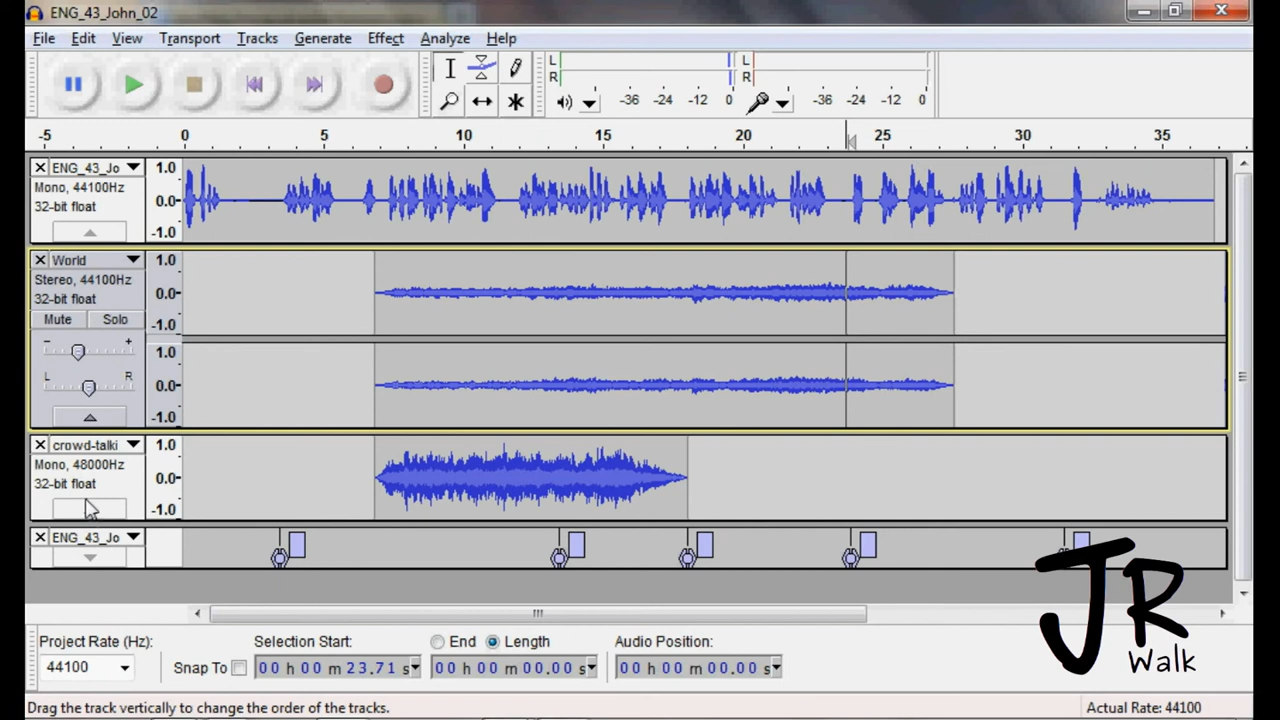 ENG_43_John_02
File Edit View Transport Tracks Generate Effect Analyze Help
L
R
-36 -24 -12 0
L
R
-36 -24 -12 0
-5 0 5 10 15 20 25 30 35
ENG_43_Jo
Mono, 44100Hz
32-bit float
1.0
0.0-
-1.0
World
Stereo, 44100Hz
32-bit float
Mute Solo
- +
L R
1.0
0.0-
-1.0
1.0
0.0-
-1.0
crowd-talki
Mono, 48000Hz
32-bit float
1.0
0.0-
-1.0
ENG_43_Jo
Project Rate (Hz): Selection Start: End Length Audio Position:
44100 Snap To 00 h 00 m 23.71 s 00 h 00 m 00.00 s 00 h 00 m 00.00 s
JR
Walk
Drag the track vertically to change the order of the tracks. Actual Rate: 44100